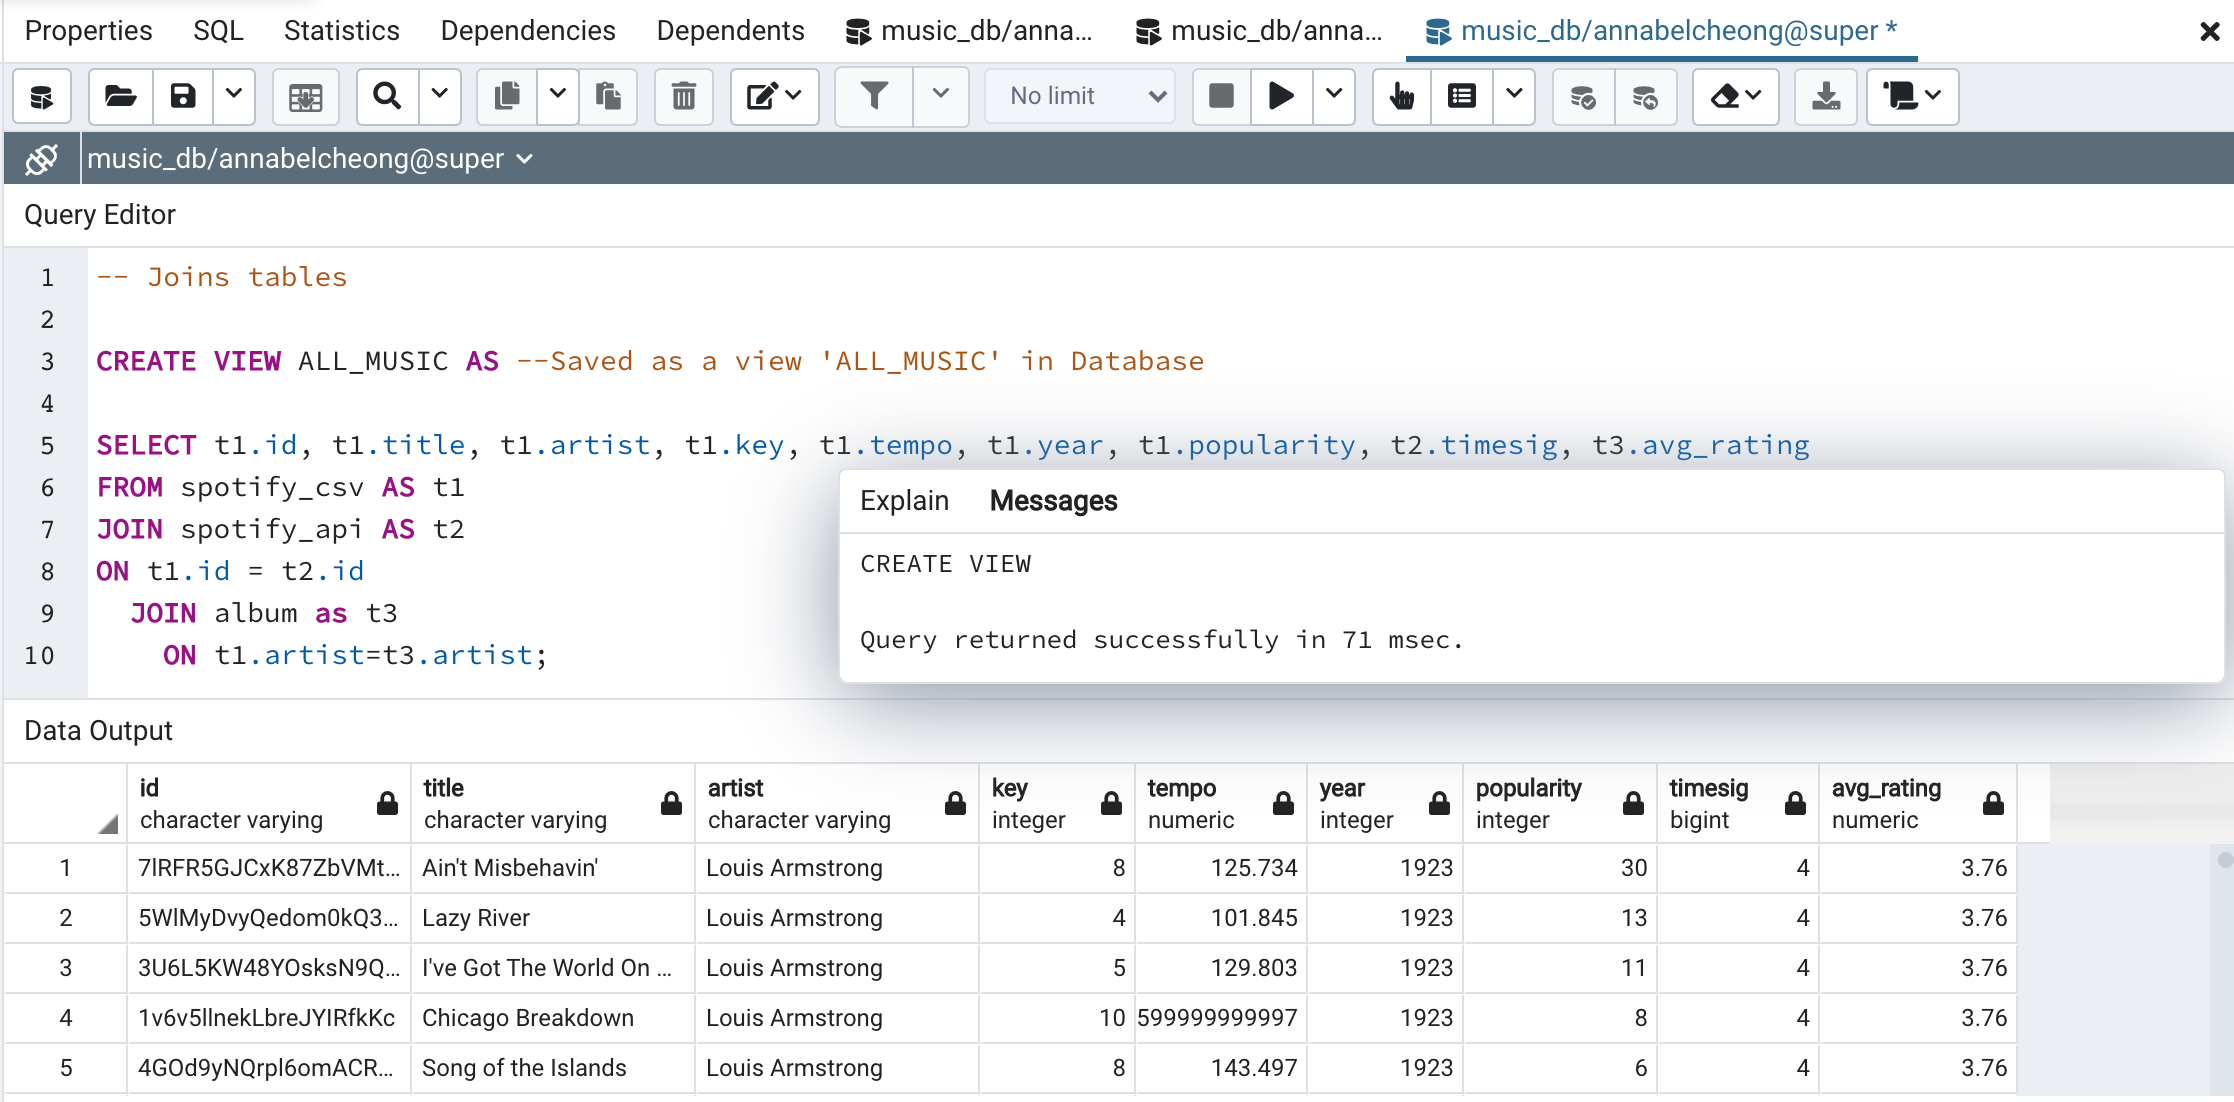 Properties SQL Statistics Dependencies Dependents music_db/anna... music_db/anna... music_db/annabelcheong@super *
No limit
music_db/annabelcheong@super
Query Editor
1 -- Joins tables
2
3 CREATE VIEW ALL_MUSIC AS --Saved as a view 'ALL_MUSIC' in Database
4
5 SELECT t1.id, t1.title, t1.artist, t1.key, t1.tempo, t1.year, t1.popularity, t2.timesig, t3.avg_rating
6 FROM spotify_csv AS t1
7 JOIN spotify_api AS t2
8 ON t1.id = t2.id
9 JOIN album as t3
10 ON t1.artist=t3.artist;
Explain Messages
CREATE VIEW
Query returned successfully in 71 msec.
Data Output
id title artist key tempo year popularity timesig avg_rating
character varying character varying character varying integer numeric integer integer bigint numeric
1 7IRFR5GJCxK87ZbVMt... Ain't Misbehavin' Louis Armstrong 8 125.734 1923 30 4 3.76
2 5WlMyDvyQedom0kQ3... Lazy River Louis Armstrong 4 101.845 1923 13 4 3.76
3 3U6L5KW48YOsksN9Q... I've Got The World On ... Louis Armstrong 5 129.803 1923 11 4 3.76
4 1v6v5llnekLbreJYIRfkKc Chicago Breakdown Louis Armstrong 10 599999999997 1923 8 4 3.76
5 4GOd9yNQrpl6omACR... Song of the Islands Louis Armstrong 8 143.497 1923 6 4 3.76